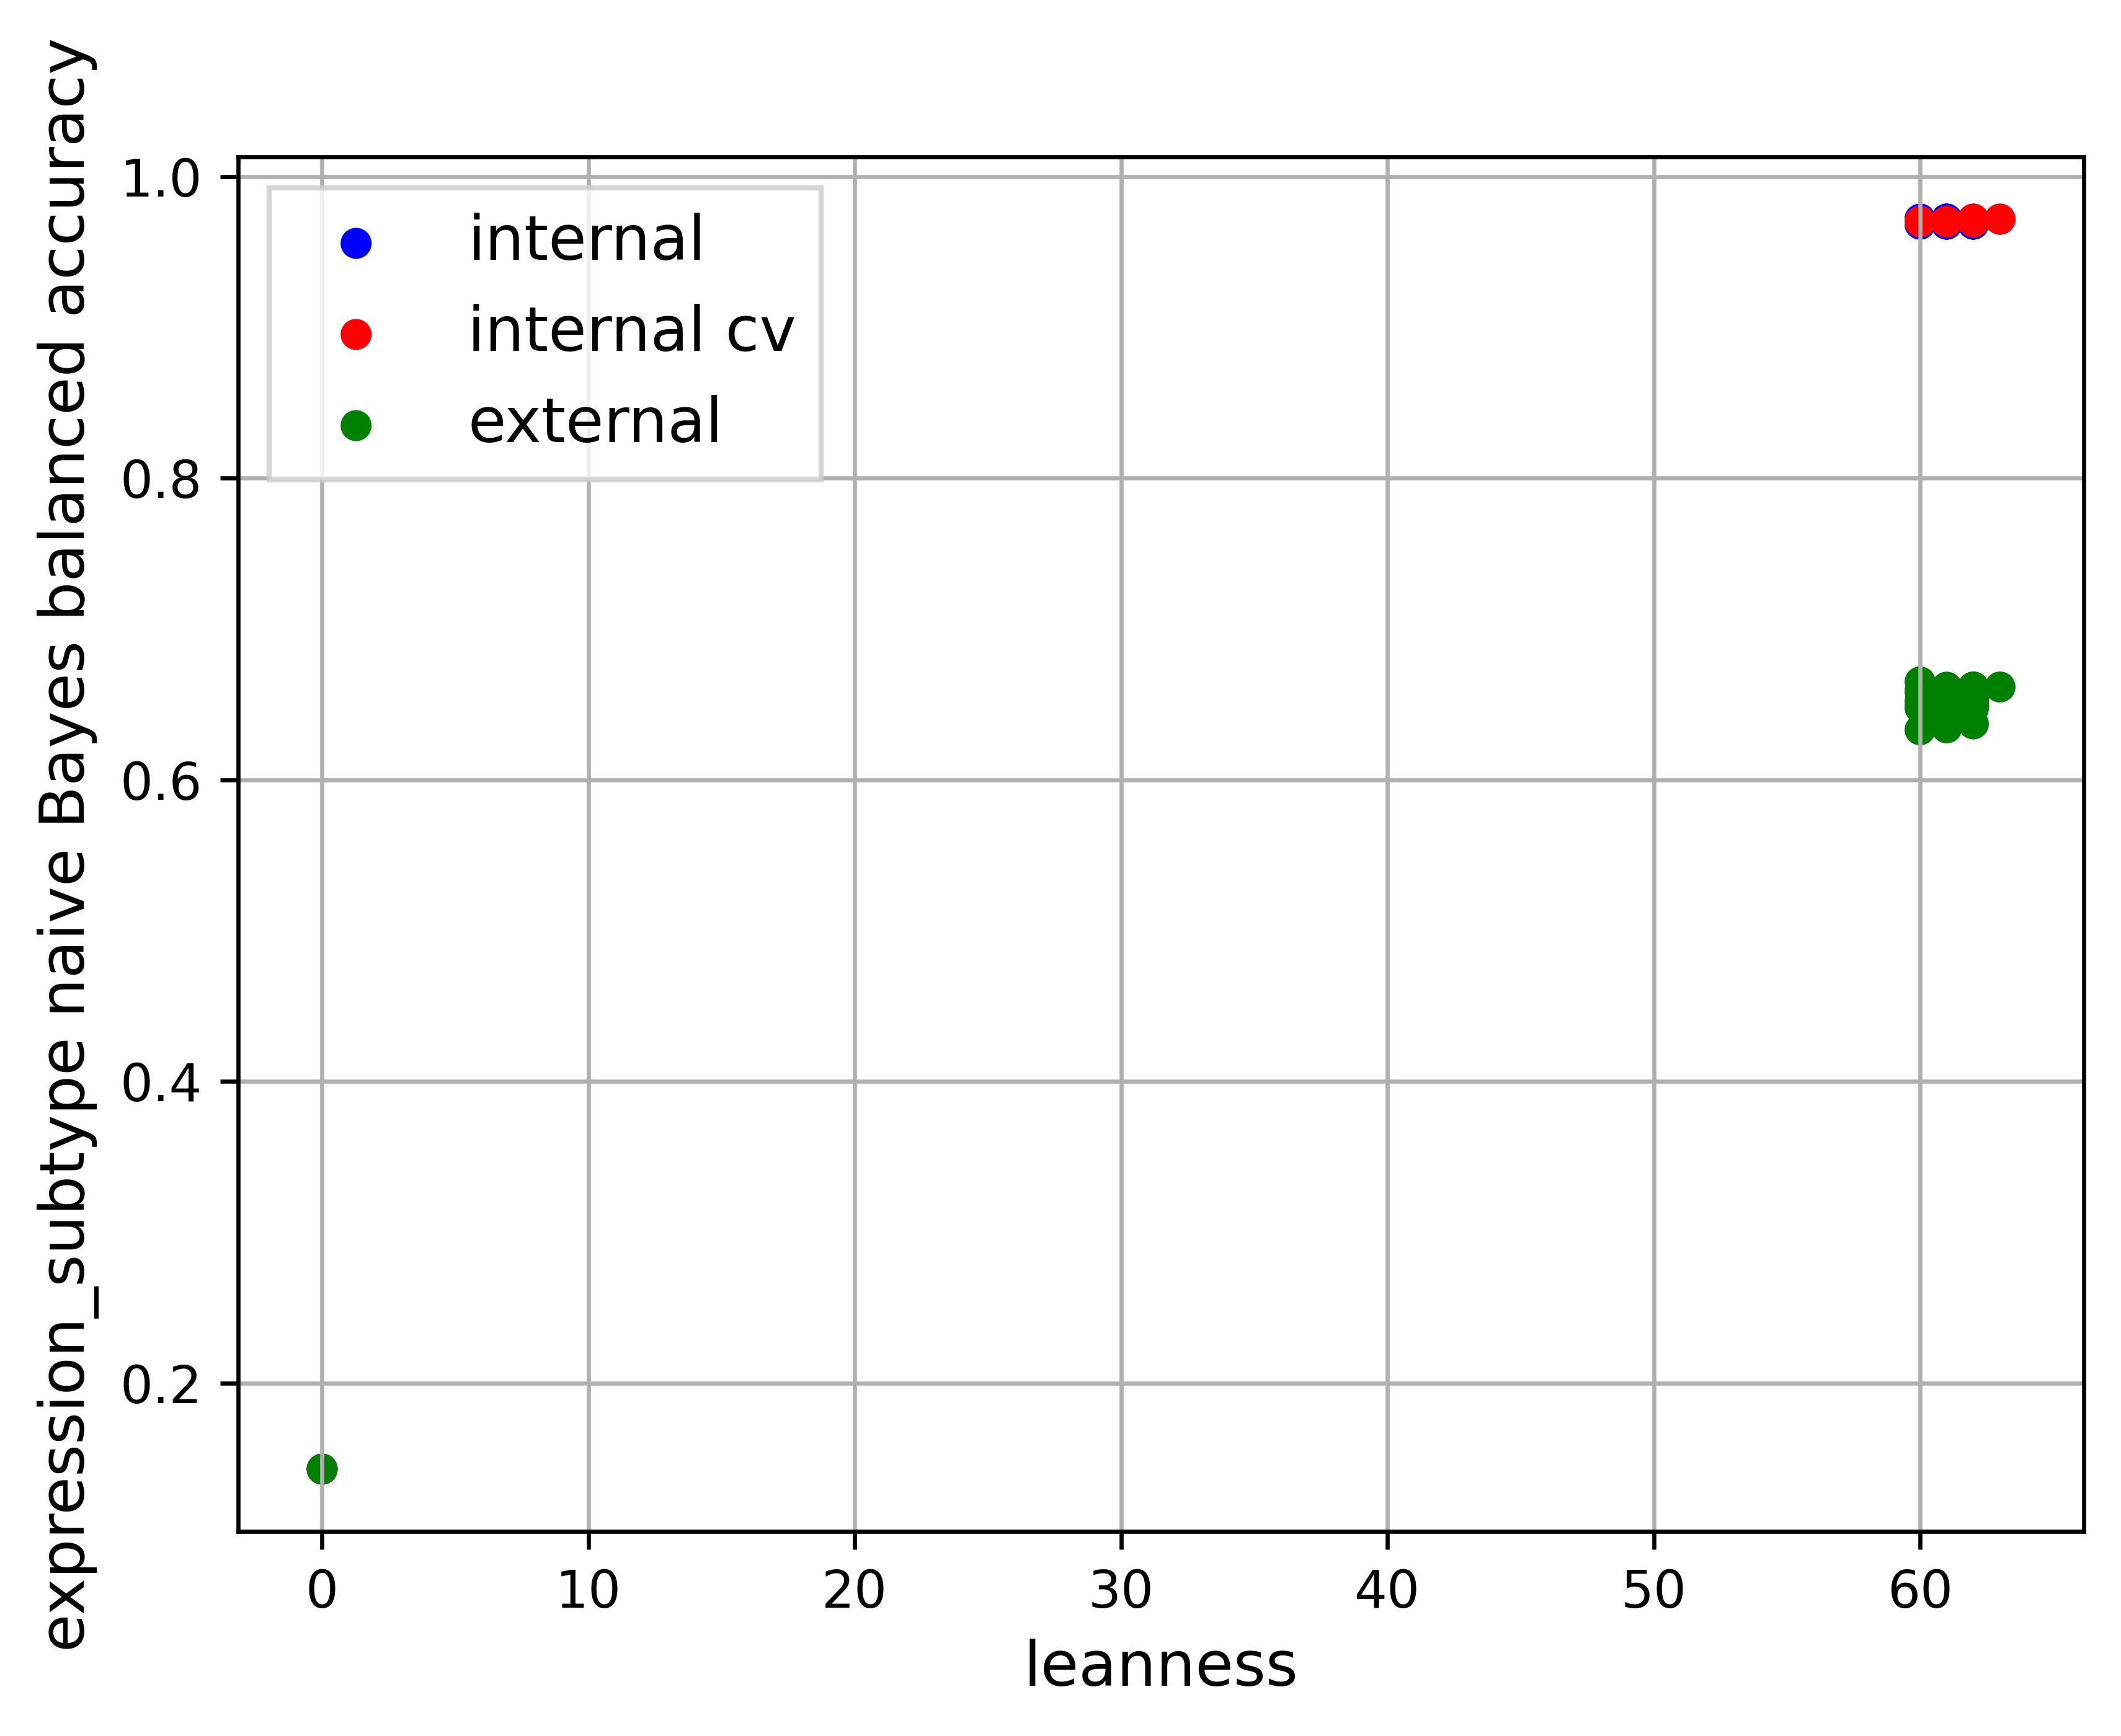 expression_subtype naive Bayes balanced accuracy
1.0
0.8
0.6
0.4
0.2
internal
internal cv
external
0 10 20 30 40 50 60
leanness